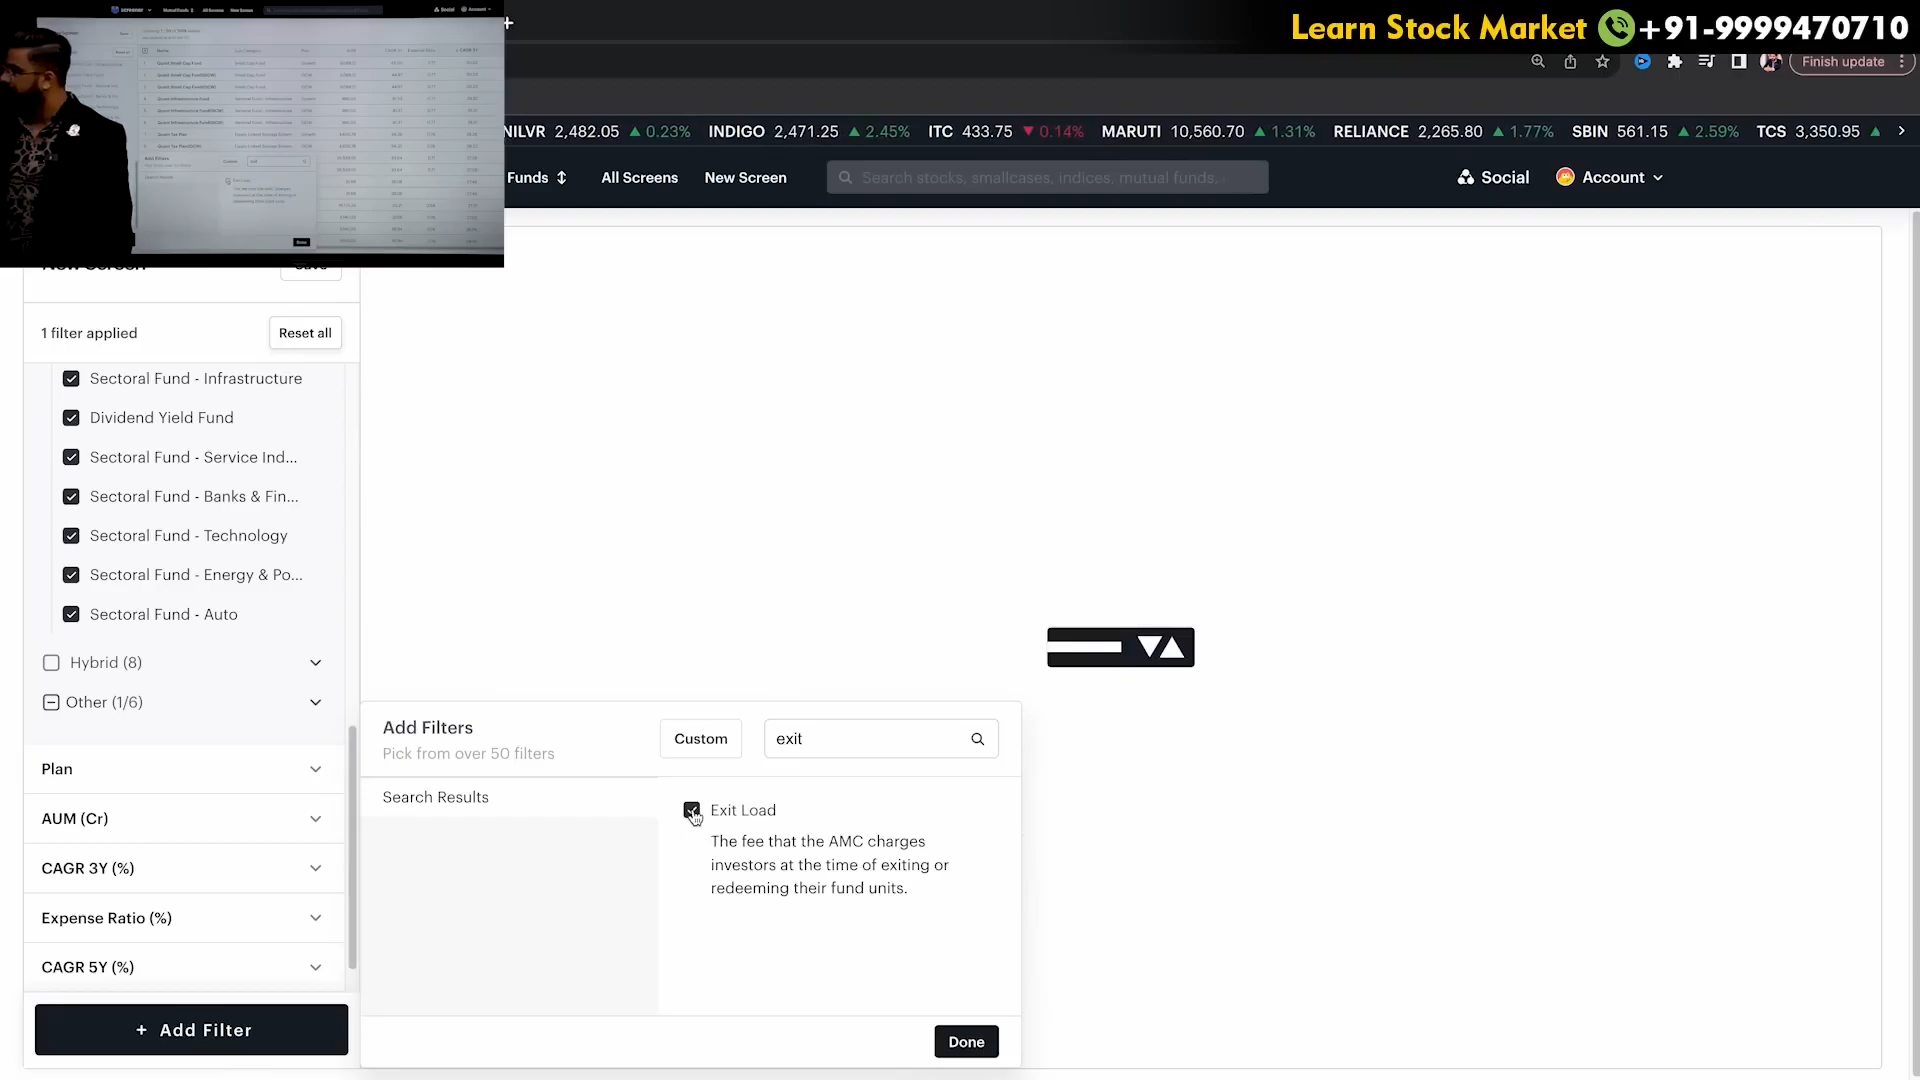 Learn Stock Market +91-9999470710
Finish update
NILVR 2,482.05 ▲ 0.23% INDIGO 2,471.25 ▲ 2.45% ITC 433.75 ▼ 0.14% MARUTI 10,560.70 ▲ 1.31% RELIANCE 2,265.80 ▲ 1.77% SBIN 561.15 ▲ 2.59% TCS 3,350.95 ▲
Funds All Screens New Screen Search stocks, smallcases, indices, mutual funds, Social Account
New Screen Save
1 filter applied Reset all
Sectoral Fund - Infrastructure
Dividend Yield Fund
Sectoral Fund - Service Ind...
Sectoral Fund - Banks & Fin...
Sectoral Fund - Technology
Sectoral Fund - Energy & Po...
Sectoral Fund - Auto
Hybrid (8)
Other (1/6)
Plan
AUM (Cr)
CAGR 3Y (%)
Expense Ratio (%)
CAGR 5Y (%)
+ Add Filter
Add Filters
Pick from over 50 filters
Custom
exit
Search Results
Exit Load
The fee that the AMC charges
investors at the time of exiting or
redeeming their fund units.
Done